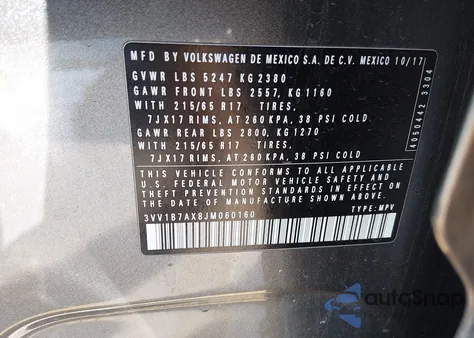 MFD BY VOLKSWAGEN DE MEXICO S.A. DE C.V. MEXICO 10/17
GVWR LBS 5247 KG 2380
GAWR FRONT LBS 2557, KG 1160
WITH 215/65 R17 TIRES,
7JX17 RIMS, AT 260 KPA, 38 PSI COLD
GAWR REAR LBS 2800, KG 1270
WITH 215/65 R17 TIRES,
7JX17 RIMS, AT 260 KPA, 38 PSI COLD
THIS VEHICLE CONFORMS TO ALL APPLICABLE
U.S. FEDERAL MOTOR VEHICLE SAFETY AND
THEFT PREVENTION STANDARDS IN EFFECT ON
THE DATE OF MANUFACTURE SHOWN ABOVE.
3VV1B7AX8JM060160 TYPE: MPV
4050442 3304
autoSnap